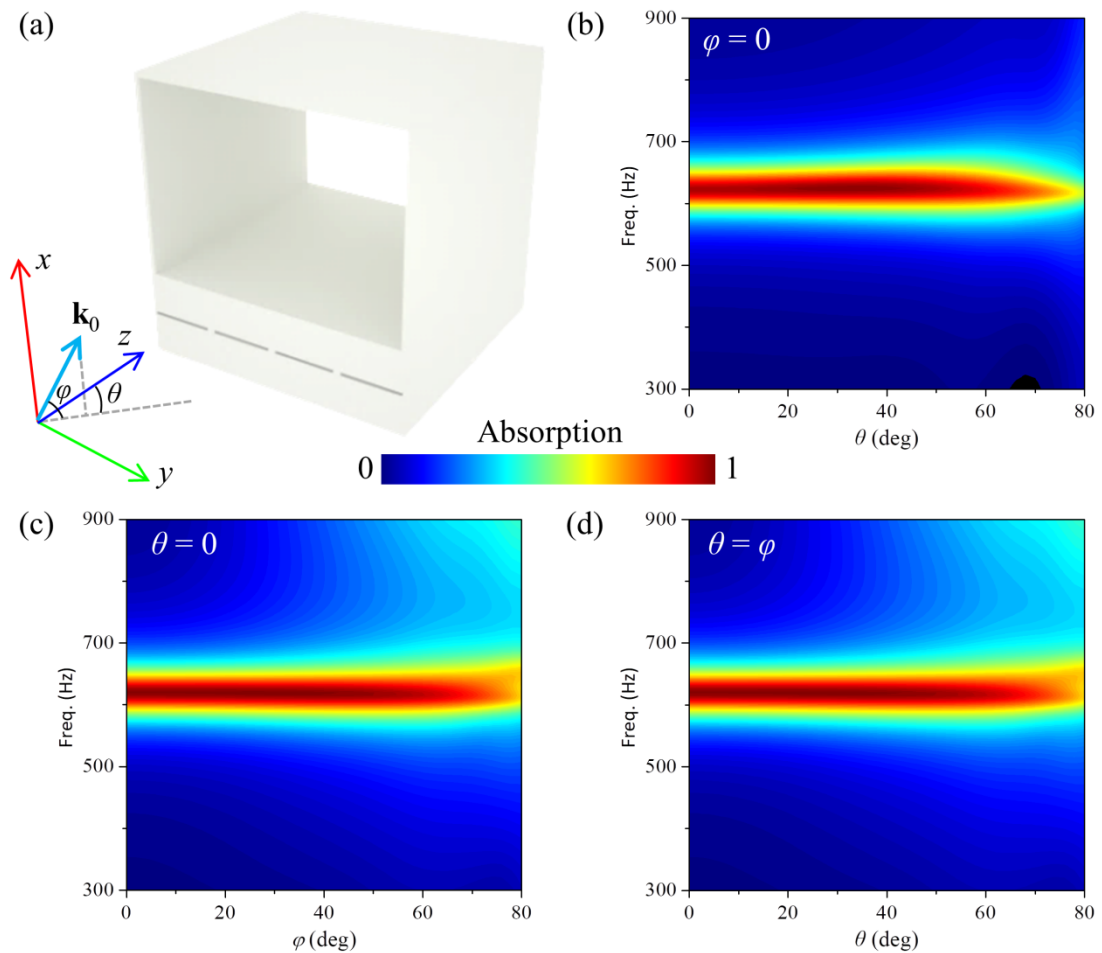 (a)
x
k₀
z
φ
θ
y
(b)
φ = 0
900
700
500
300
Freq. (Hz)
0
20
40
60
80
θ (deg)
Absorption
0
1
(c)
θ = 0
900
700
500
300
Freq. (Hz)
0
20
40
60
80
φ (deg)
(d)
θ = φ
900
700
500
300
Freq. (Hz)
0
20
40
60
80
θ (deg)